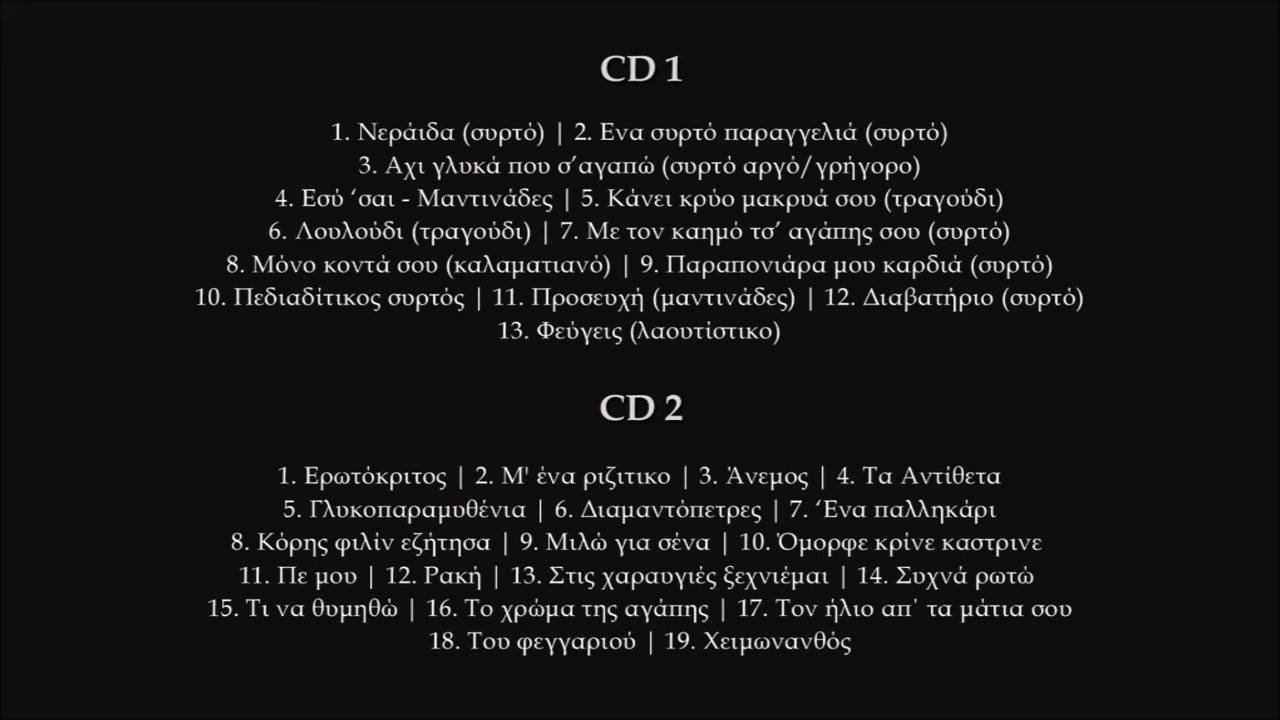 CD 1
1. Νεράιδα (συρτό) | 2. Ενα συρτό παραγγελιά (συρτό)
3. Αχι γλυκά που σ’αγαπώ (συρτό αργό/γρήγορο)
4. Εσύ ‘σαι - Μαντινάδες | 5. Κάνει κρύο μακρυά σου (τραγούδι)
6. Λουλούδι (τραγούδι) | 7. Με τον καημό τσ’ αγάπης σου (συρτό)
8. Μόνο κοντά σου (καλαματιανό) | 9. Παραπονιάρα μου καρδιά (συρτό)
10. Πεδιαδίτικος συρτός | 11. Προσευχή (μαντινάδες) | 12. Διαβατήριο (συρτό)
13. Φεύγεις (λαουτίστικο)
CD 2
1. Ερωτόκριτος | 2. Μ' ένα ριζιτικο | 3. Άνεμος | 4. Τα Αντίθετα
5. Γλυκοπαραμυθένια | 6. Διαμαντόπετρες | 7. ‘Ενα παλληκάρι
8. Κόρης φιλίν εζήτησα | 9. Μιλώ για σένα | 10. Όμορφε κρίνε καστρινε
11. Πε μου | 12. Ρακή | 13. Στις χαραυγιές ξεχνιέμαι | 14. Συχνά ρωτώ
15. Τι να θυμηθώ | 16. Το χρώμα της αγάπης | 17. Τον ήλιο απ΄ τα μάτια σου
18. Του φεγγαριού | 19. Χειμωνανθός